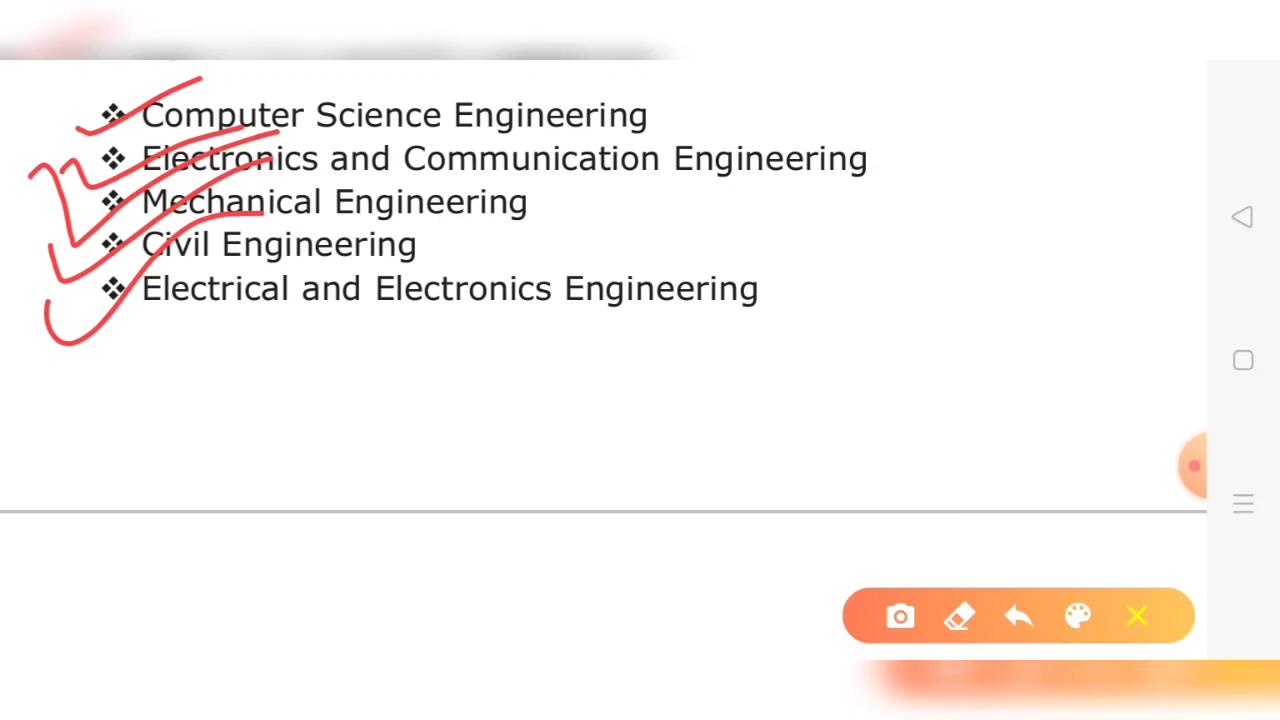 ❖ Computer Science Engineering
❖ Electronics and Communication Engineering
❖ Mechanical Engineering
❖ Civil Engineering
❖ Electrical and Electronics Engineering